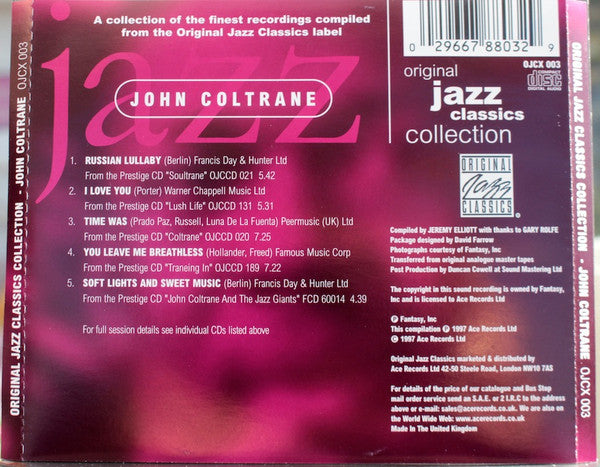 A collection of the finest recordings compiled
from the Original Jazz Classics label
jazz
JOHN COLTRANE
1. RUSSIAN LULLABY (Berlin) Francis Day & Hunter Ltd
From the Prestige CD "Soultrane" OJCCD 021 5.42
2. I LOVE YOU (Porter) Warner Chappell Music Ltd
From the Prestige CD "Lush Life" OJCCD 131 5.31
3. TIME WAS (Prado Paz, Russell, Luna De La Fuenta) Peermusic (UK) Ltd
From the Prestige CD "Coltrane" OJCCD 020 7.25
4. YOU LEAVE ME BREATHLESS (Hollander, Freed) Famous Music Corp
From the Prestige CD "Traneing In" OJCCD 189 7.22
5. SOFT LIGHTS AND SWEET MUSIC (Berlin) Francis Day & Hunter Ltd
From the Prestige CD "John Coltrane And The Jazz Giants" FCD 60014 4.39
For full session details see individual CDs listed above
0 29667 88032 9
OJCX 003
COMPACT
disc
DIGITAL AUDIO
original
jazz
classics
collection
ORIGINAL
Jazz
CLASSICS
Compiled by JEREMY ELLIOTT with thanks to GARY ROLFE
Package designed by David Farrow
Photographs courtesy of Fantasy, Inc
Transferred from original analogue master tapes
Post Production by Duncan Cowell at Sound Mastering Ltd
The copyright in this sound recording is owned by Fantasy,
Inc and is licensed to Ace Records Ltd
℗ Fantasy, Inc
This compilation ℗ 1997 Ace Records Ltd
© 1997 Ace Records Ltd
Original Jazz Classics marketed & distributed by
Ace Records Ltd 42-50 Steele Road, London NW10 7AS
For details of the price of our catalogue and Bus Stop
mail order service send an S.A.E. or 2 I.R.C to the address
above or e-mail: sales@acerecords.co.uk. We are also on
the World Wide Web: www.acerecords.co.uk
Made In The United Kingdom
ORIGINAL JAZZ CLASSICS COLLECTION - JOHN COLTRANE OJCX 003
ORIGINAL JAZZ CLASSICS COLLECTION - JOHN COLTRANE OJCX 003